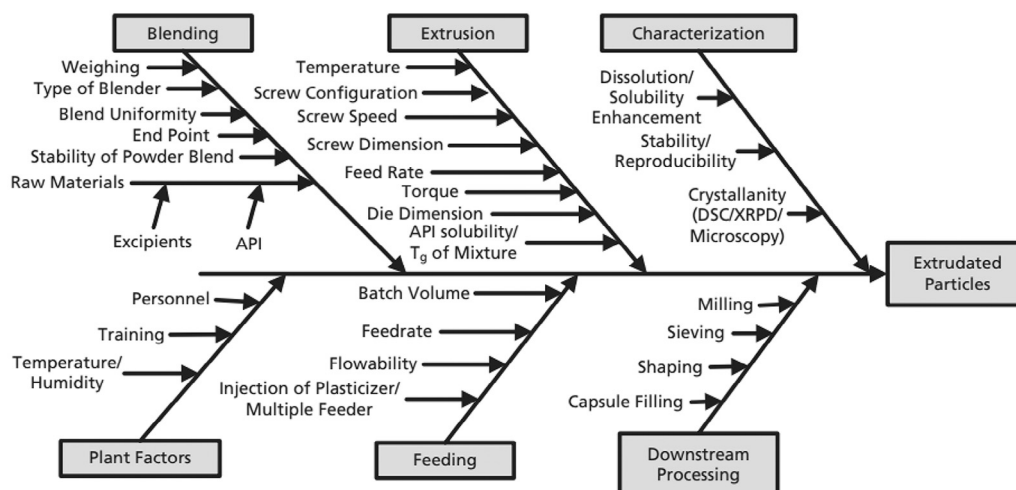 Blending
Extrusion
Characterization
Weighing
Type of Blender
Blend Uniformity
End Point
Stability of Powder Blend
Raw Materials
Excipients
API
Temperature
Screw Configuration
Screw Speed
Screw Dimension
Feed Rate
Torque
Die Dimension
API solubility/
Tg of Mixture
Dissolution/
Solubility
Enhancement
Stability/
Reproducibility
Crystallanity
(DSC/XRPD/
Microscopy)
Extrudated
Particles
Personnel
Training
Temperature/
Humidity
Batch Volume
Feedrate
Flowability
Injection of Plasticizer/
Multiple Feeder
Milling
Sieving
Shaping
Capsule Filling
Plant Factors
Feeding
Downstream
Processing